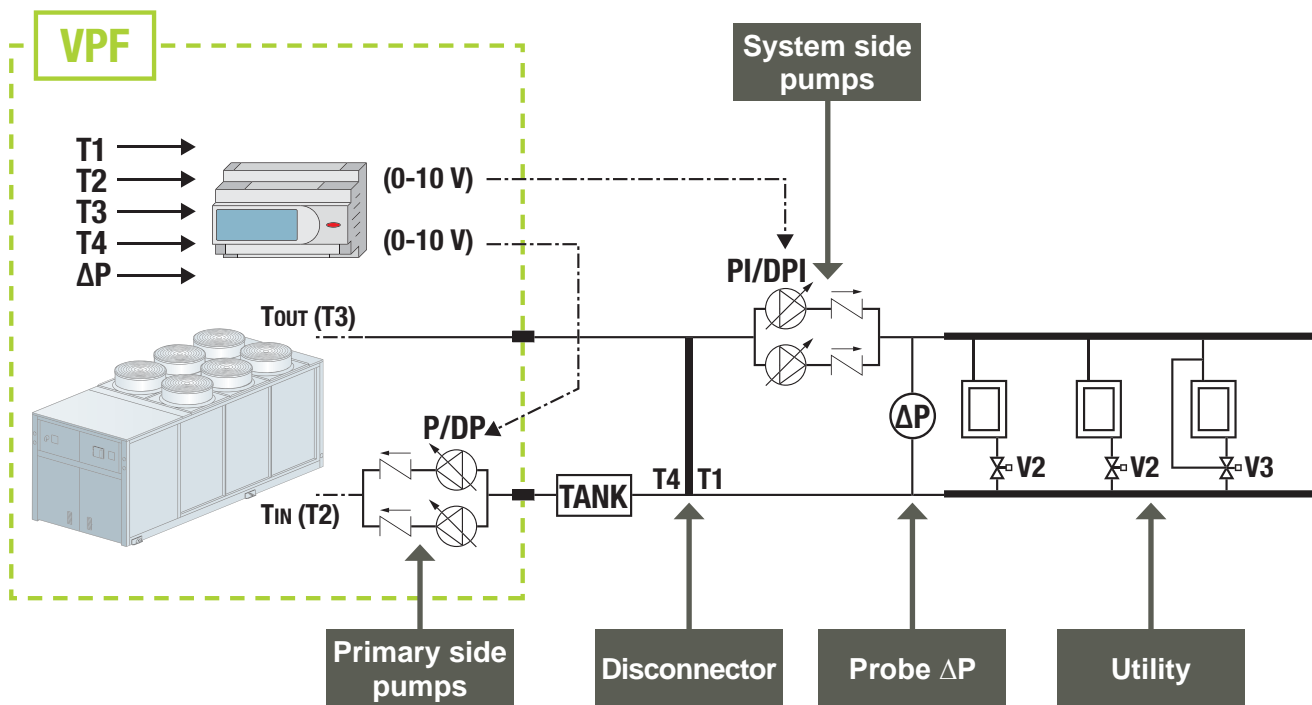 VPF
System side
pumps
T1
T2
T3
T4
ΔP
(0-10 V)
(0-10 V)
PI/DPI
TOUT (T3)
P/DP
ΔP
TIN (T2)
TANK
T4
T1
V2
V2
V3
Primary side
pumps
Disconnector
Probe ΔP
Utility